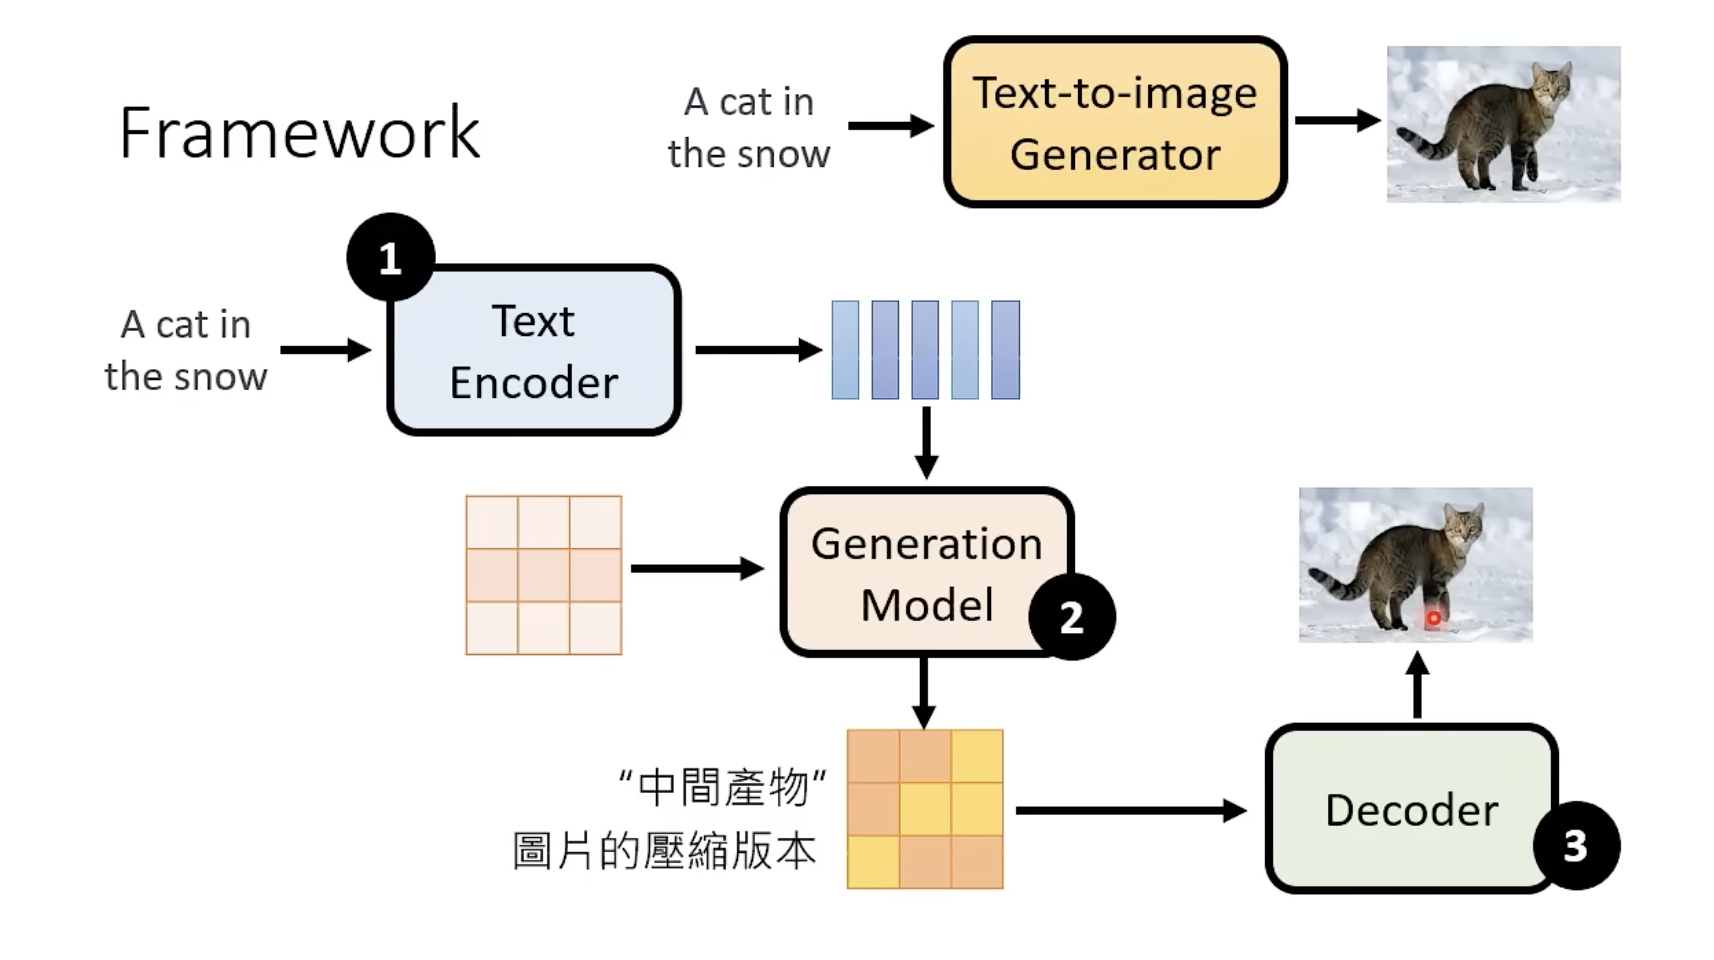 Framework
A cat in
the snow
Text-to-image
Generator
1
A cat in
the snow
Text
Encoder
Generation
Model
2
“中間產物”
圖片的壓縮版本
Decoder
3